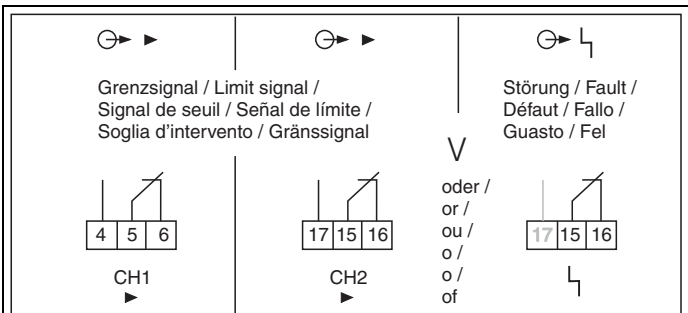 Grenzsignal / Limit signal /
Signal de seuil / Señal de límite /
Soglia d'intervento / Gränssignal
Störung / Fault /
Défaut / Fallo /
Guasto / Fel
V
oder /
or /
ou /
o /
o /
of
4 5 6
17 15 16
17 15 16
CH1
CH2